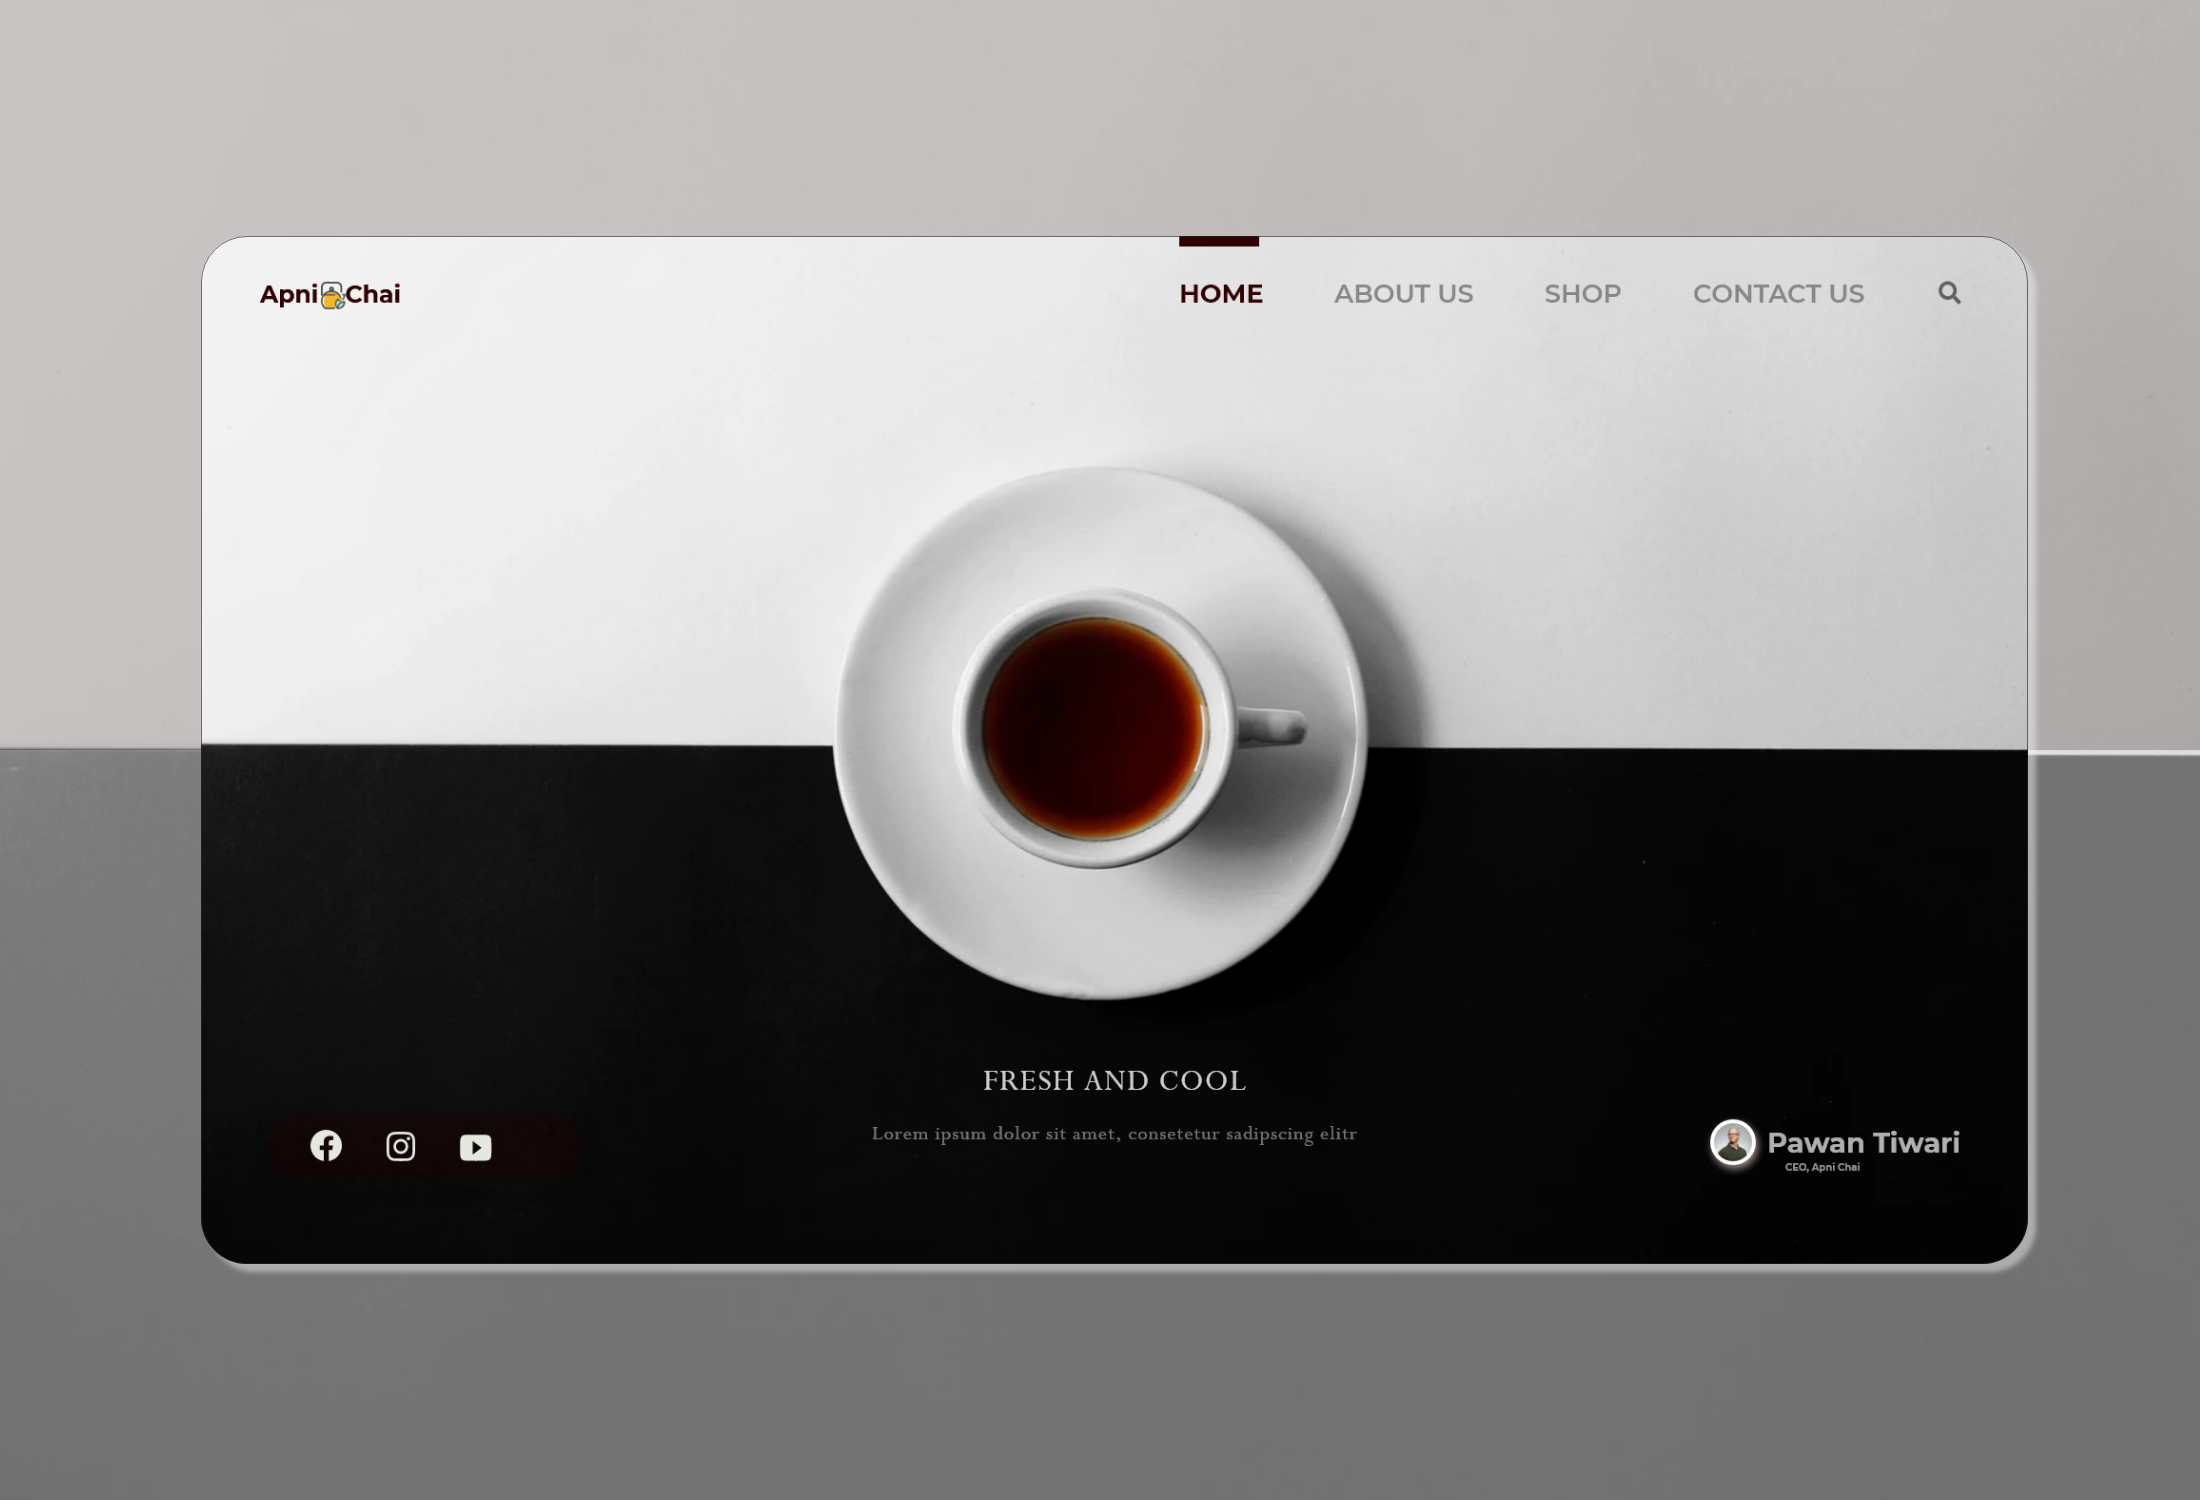 Apni Chai
HOME ABOUT US SHOP CONTACT US
FRESH AND COOL
Lorem ipsum dolor sit amet, consetetur sadipscing elitr
Pawan Tiwari
CEO, Apni Chai